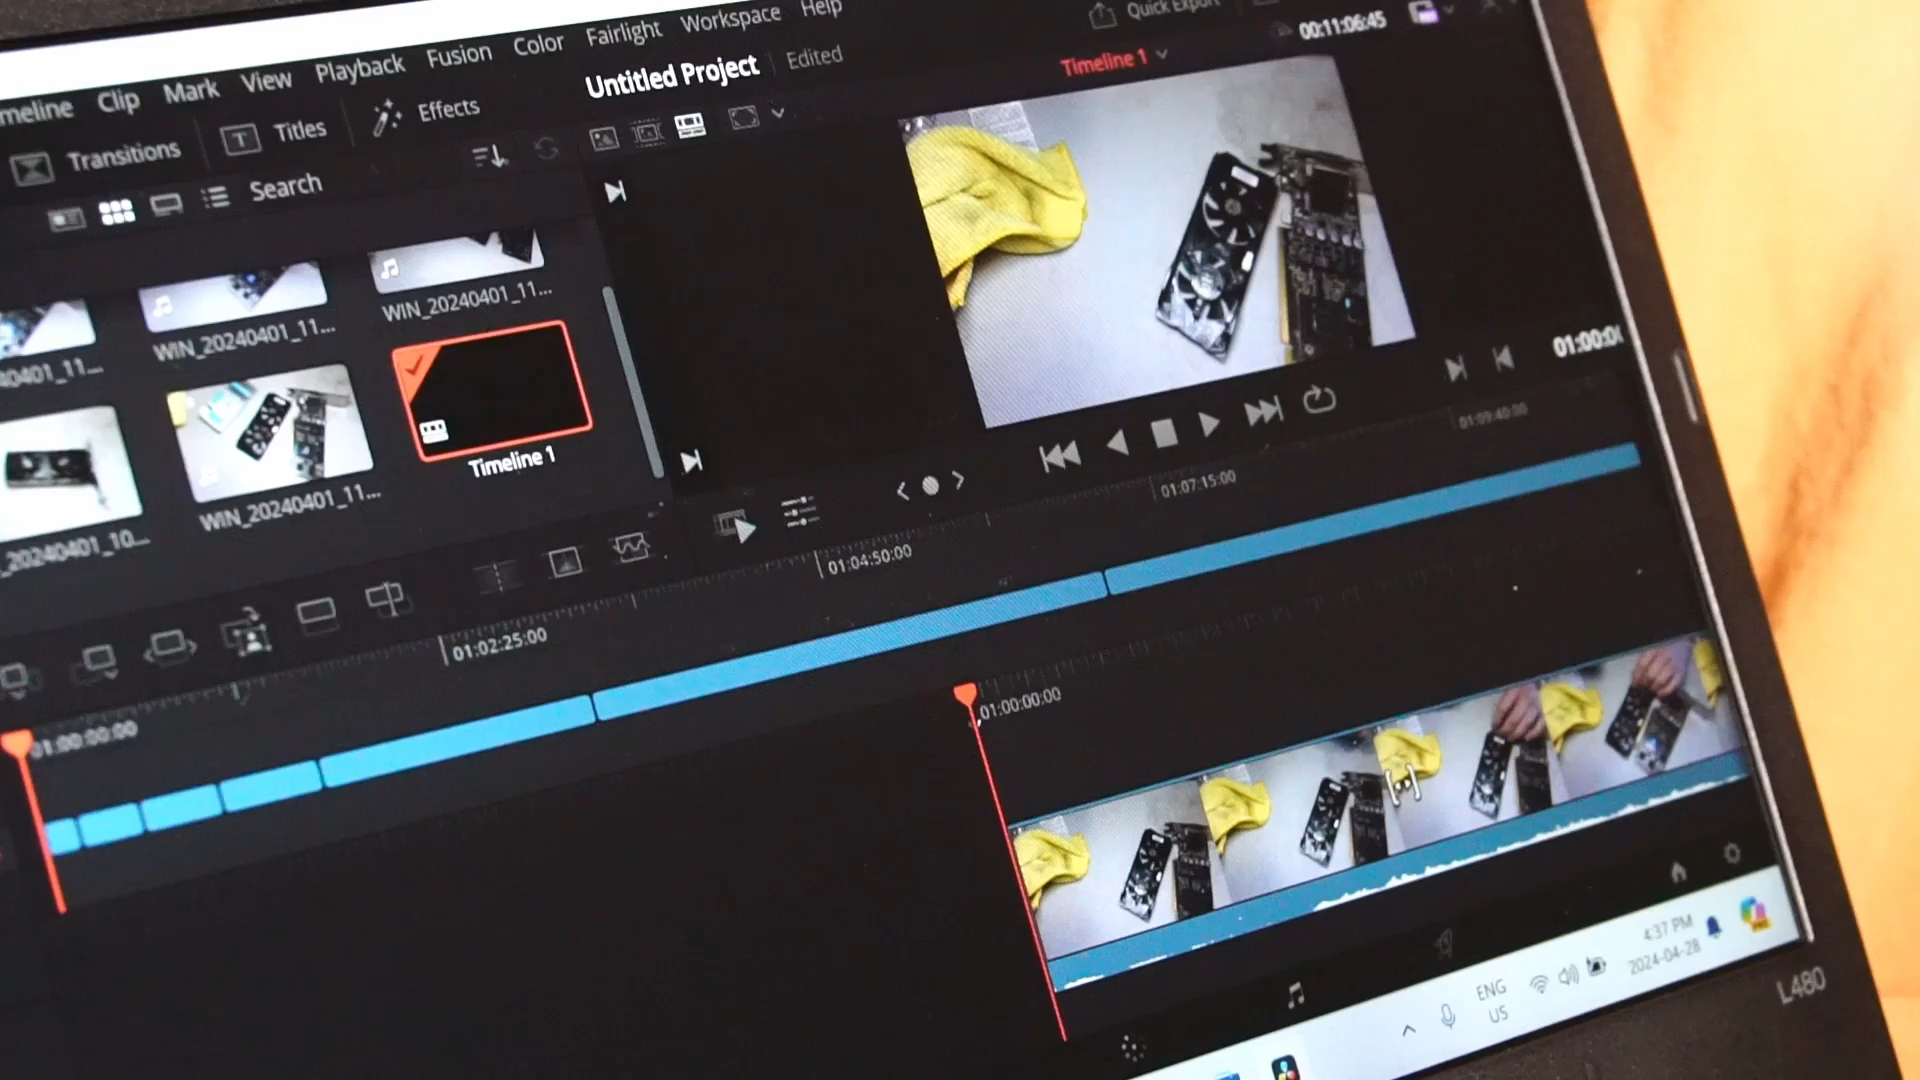 meline Clip Mark View Playback Fusion Color Fairlight Workspace Help
Transitions Titles Effects
Untitled Project Edited
Quick Export
Timeline 1
00:11:06:45
Search
WIN_20240401_11...
WIN_20240401_11...
40401_11...
_20240401_10...
WIN_20240401_11...
Timeline 1
01:00:0
01:00:00:00
01:02:25:00
01:04:50:00
01:07:15:00
01:09:40:00
01:00:00:00
ENG
US
4:37 PM
2024-04-28
L480